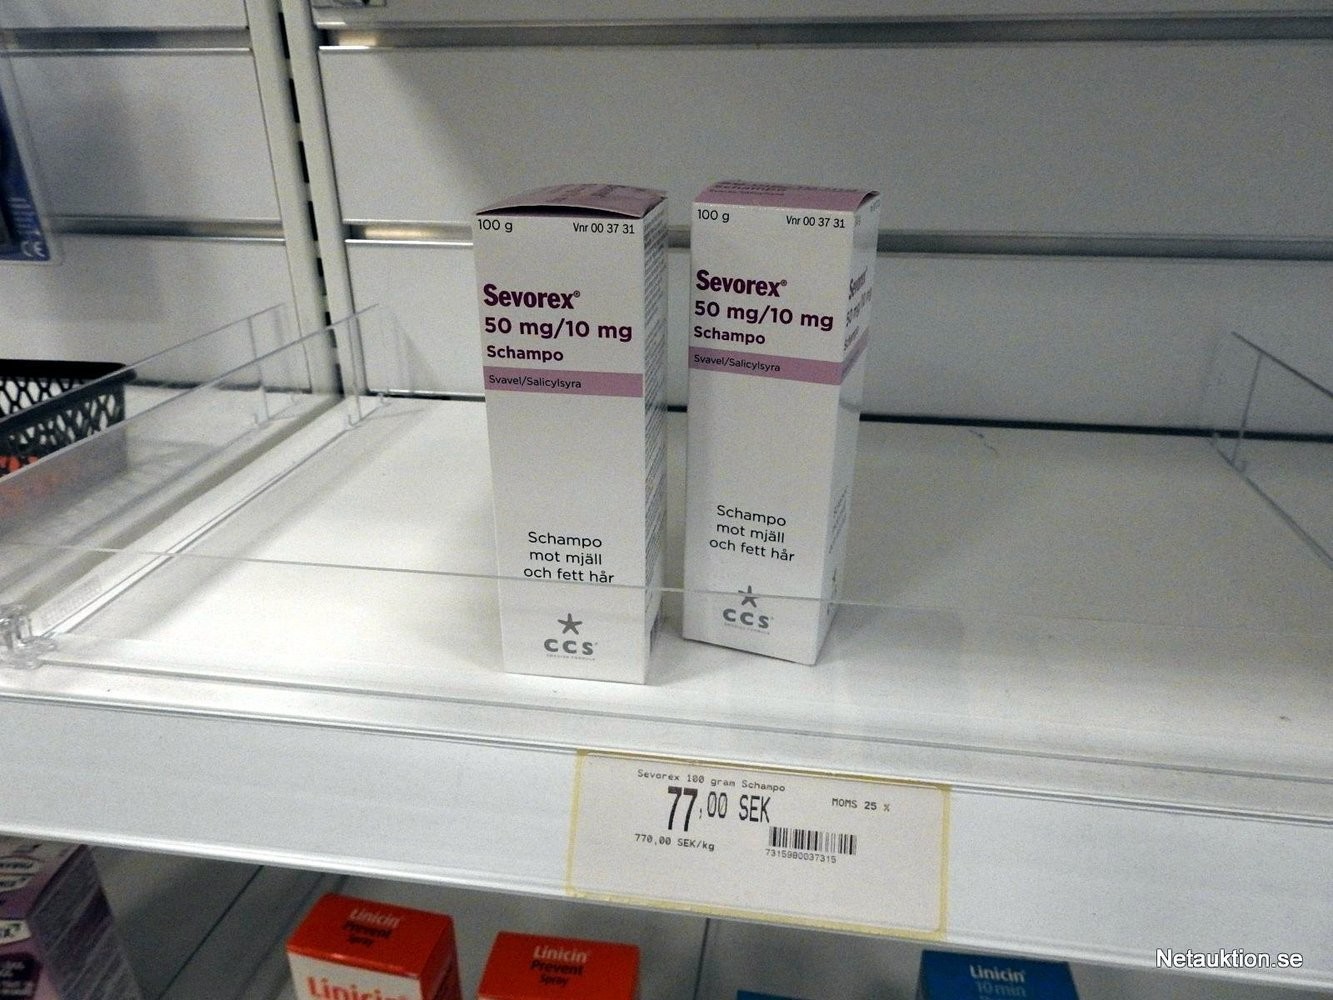 100 g Vnr 00 37 31
Sevorex®
50 mg/10 mg
Schampo
Svavel/Salicylsyra
Schampo
mot mjäll
och fett hår
CCS
100 g Vnr 00 37 31
Sevorex®
50 mg/10 mg
Schampo
Svavel/Salicylsyra
Schampo
mot mjäll
och fett hår
CCS
Sevorex 100 gram Schampo
77,00 SEK MOMS 25 %
770,00 SEK/kg
7315980037315
Linicin®
Prevent
Spray
Linicin
Linicin®
Prevent
Spray
Linicin®
10 min
Netauktion.se